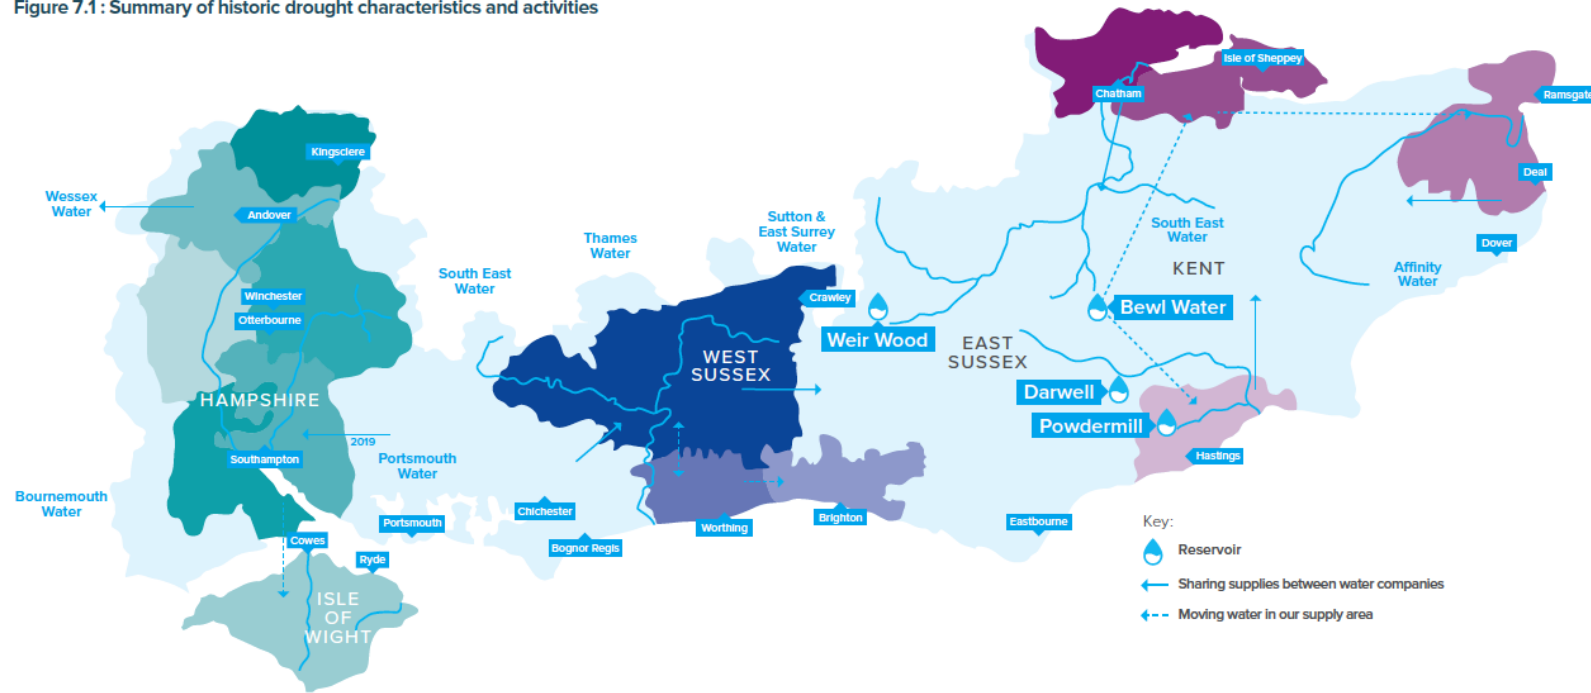 Figure 7.1: Summary of historic drought characteristics and activities
Isle of Sheppey
Chatham
Ramsgate
Kingsclere
Deal
Wessex
Water
Andover
Sutton &
East Surrey
Water
South East
Water
Dover
Thames
Water
KENT
Affinity
Water
South East
Water
Winchester
Crawley
Bewl Water
Otterbourne
Weir Wood
EAST
SUSSEX
WEST
SUSSEX
Darwell
HAMPSHIRE
Powdermill
2019
Southampton
Portsmouth
Water
Hastings
Bournemouth
Water
Chichester
Portsmouth
Worthing
Brighton
Eastbourne
Cowes
Bognor Regis
Ryde
ISLE
OF
WIGHT
Key:
Reservoir
Sharing supplies between water companies
Moving water in our supply area